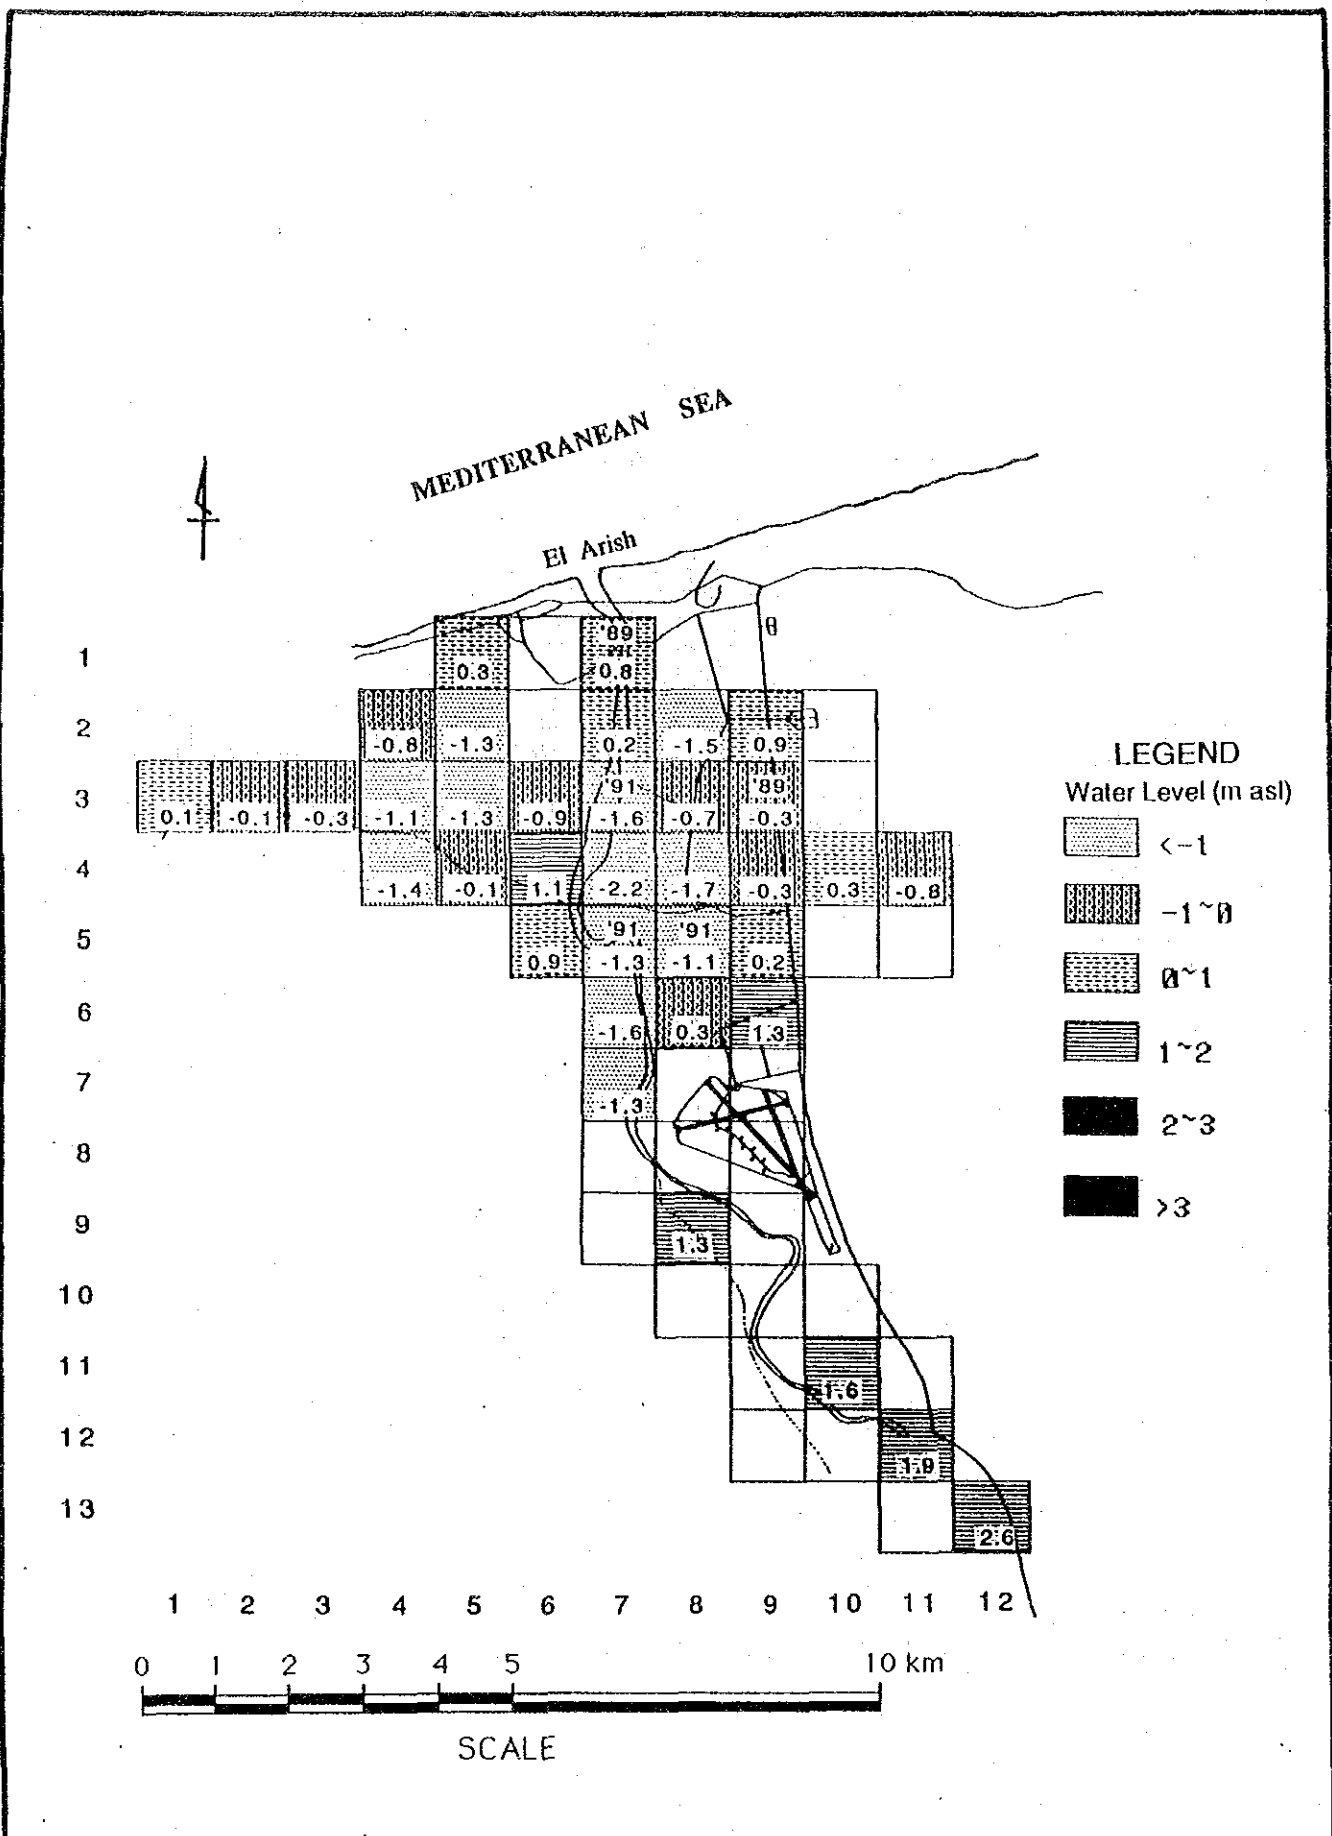 MEDITERRANEAN SEA
El Arish
1 '89
0.3 0.8
2 -0.8 -1.3 0.2 -1.5 0.9
3 '91 '89
0.1 -0.1 -0.3 -1.1 -1.3 -0.9 -1.6 -0.7 -0.3
4 -1.4 -0.1 1.1 -2.2 -1.7 -0.3 0.3 -0.8
5 '91 '91
0.9 -1.3 -1.1 0.2
6 -1.6 0.3 1.3
7 -1.3
8
9 1.3
10
11 1.6
12 1.9
13 2.6
1 2 3 4 5 6 7 8 9 10 11 12
0 1 2 3 4 5 10 km
SCALE
LEGEND
Water Level (m asl)
<-1
-1~0
0~1
1~2
2~3
>3